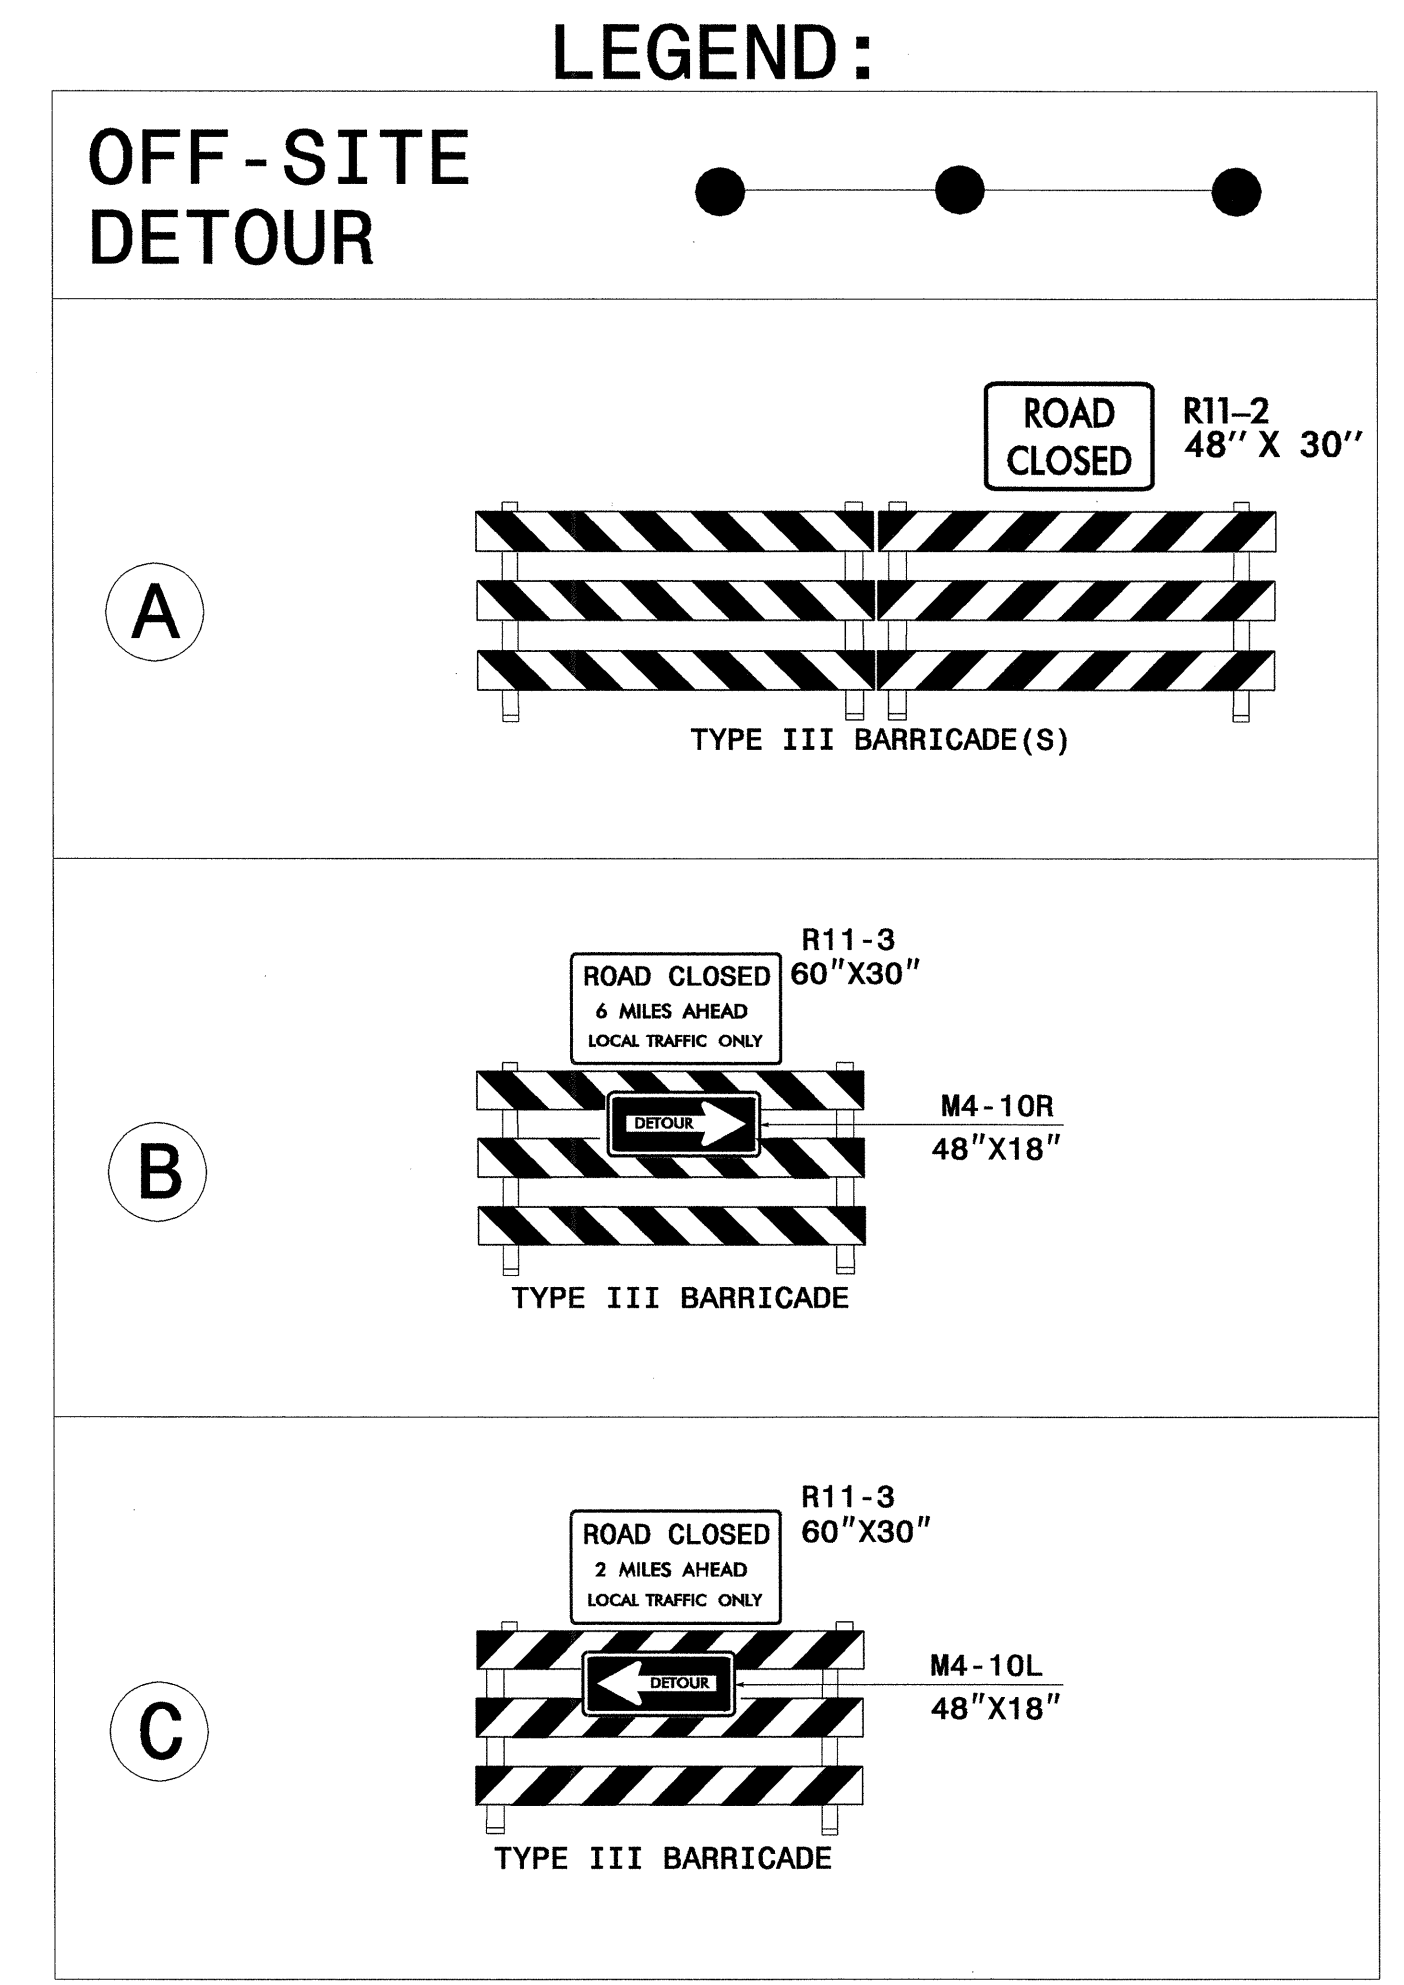 LEGEND:
OFF-SITE
DETOUR
ROAD
CLOSED
R11-2
48" X 30"
A
TYPE III BARRICADE(S)
R11-3
60"X30"
ROAD CLOSED
6 MILES AHEAD
LOCAL TRAFFIC ONLY
DETOUR
M4-10R
48"X18"
B
TYPE III BARRICADE
R11-3
60"X30"
ROAD CLOSED
2 MILES AHEAD
LOCAL TRAFFIC ONLY
DETOUR
M4-10L
48"X18"
C
TYPE III BARRICADE